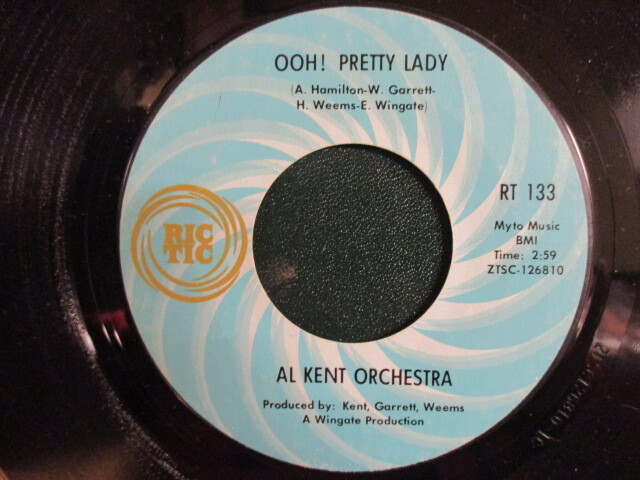 OOH! PRETTY LADY
(A. Hamilton-W. Garrett-
H. Weems-E. Wingate)
RIC
TIC
RT 133
Myto Music
BMI
Time: 2:59
ZTSC-126810
AL KENT ORCHESTRA
Produced by: Kent, Garrett, Weems
A Wingate Production